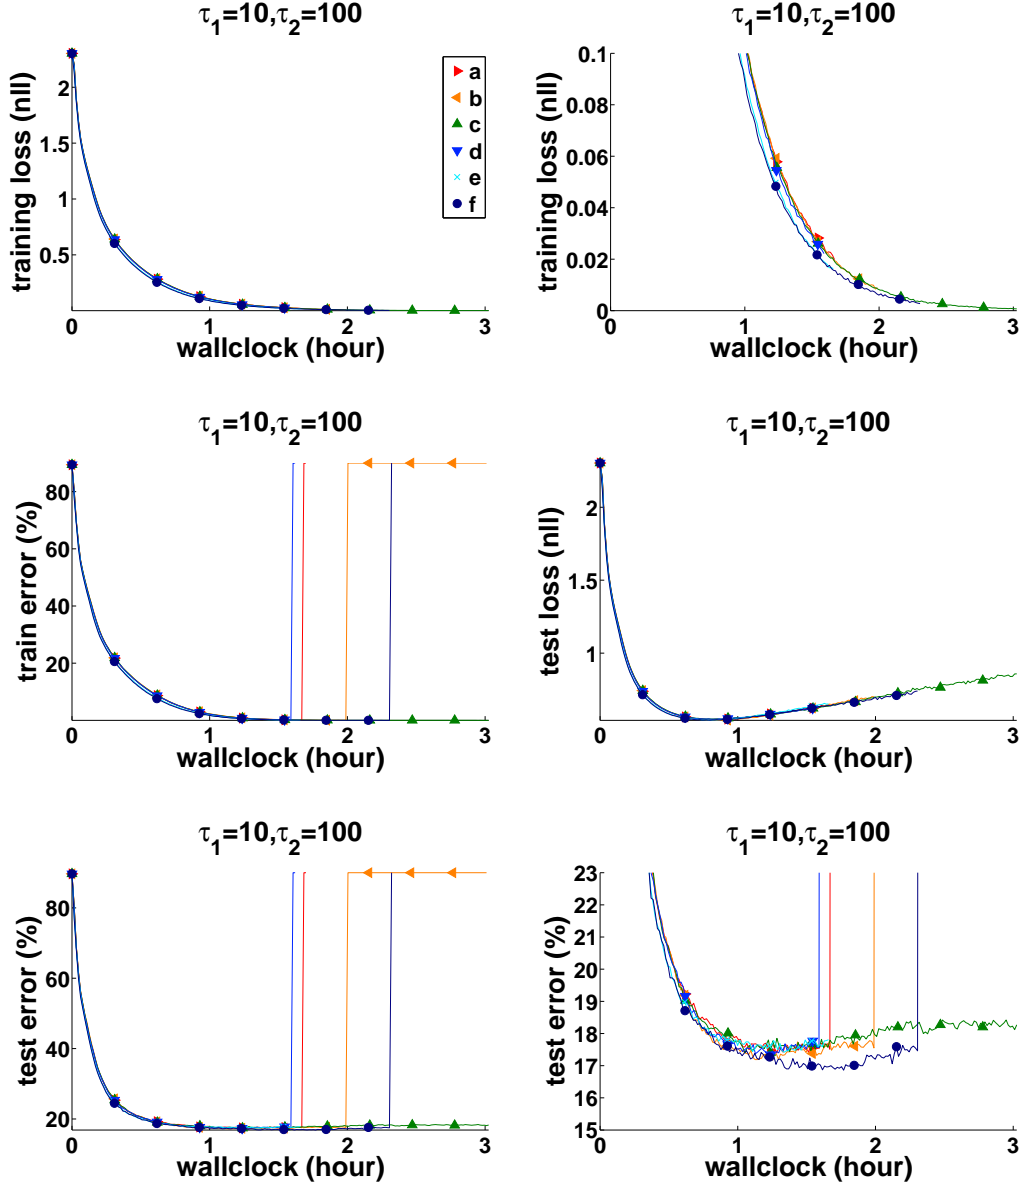 τ1=10,τ2=100
training loss (nll)
2
1.5
1
0.5
0 1 2 3
wallclock (hour)
a
b
c
d
e
f
τ1=10,τ2=100
training loss (nll)
0.1
0.08
0.06
0.04
0.02
0
1 2 3
wallclock (hour)
τ1=10,τ2=100
train error (%)
80
60
40
20
0 1 2 3
wallclock (hour)
τ1=10,τ2=100
test loss (nll)
2
1.5
1
0 1 2 3
wallclock (hour)
τ1=10,τ2=100
test error (%)
80
60
40
20
0 1 2 3
wallclock (hour)
τ1=10,τ2=100
test error (%)
23
22
21
20
19
18
17
16
15
0 1 2 3
wallclock (hour)